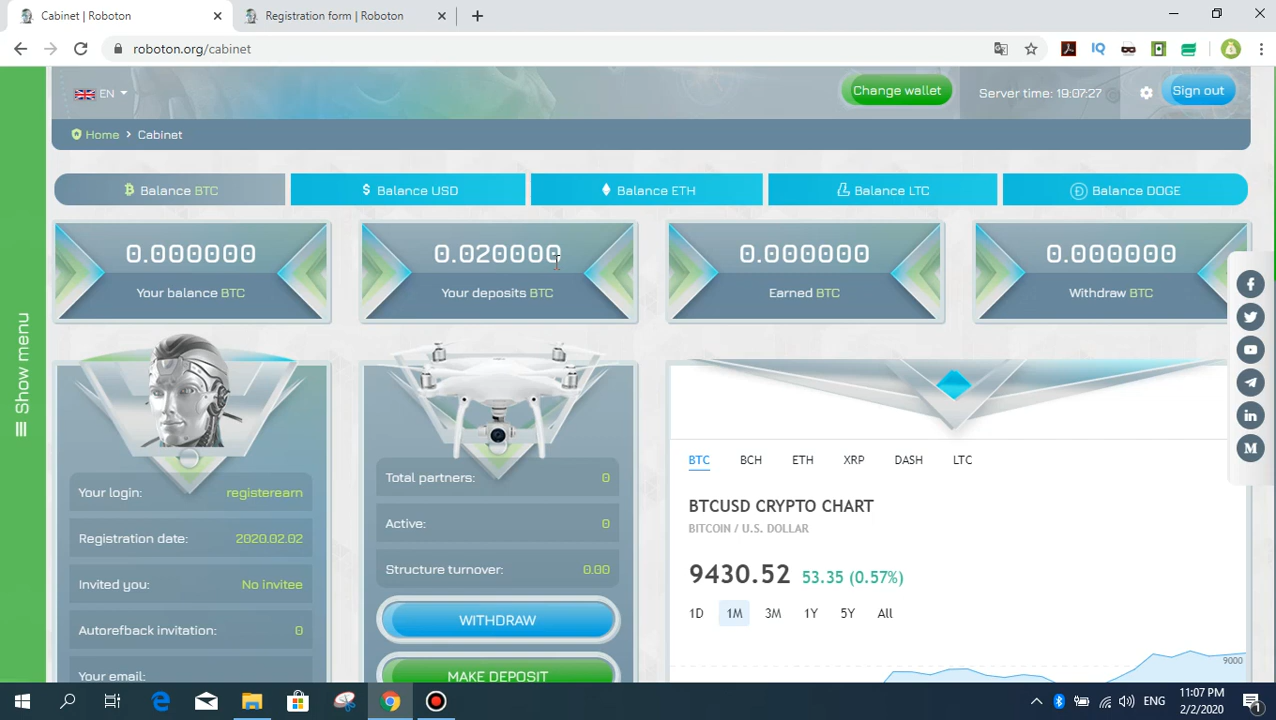 Cabinet | Roboton
Registration form | Roboton
roboton.org/cabinet
IQ
EN
Change wallet
Server time: 19:07:27
Sign out
Home > Cabinet
Balance BTC
$ Balance USD
Balance ETH
Balance LTC
Balance DOGE
0.000000
Your balance BTC
0.020000
Your deposits BTC
0.000000
Earned BTC
0.000000
Withdraw BTC
Show menu
Your login: registerearn
Registration date: 2020.02.02
Invited you: No invitee
Autorefback invitation: 0
Your email:
Total partners: 0
Active: 0
Structure turnover: 0.00
WITHDRAW
MAKE DEPOSIT
BTC BCH ETH XRP DASH LTC
BTCUSD CRYPTO CHART
BITCOIN / U.S. DOLLAR
9430.52 53.35 (0.57%)
1D 1M 3M 1Y 5Y All
9000
ENG
11:07 PM
2/2/2020
1